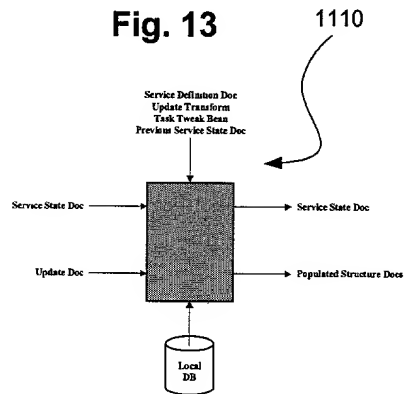 Fig. 13
1110
Service Definition Doc
Update Transform
Task Tweak Bean
Previous Service State Doc
Service State Doc
Service State Doc
Update Doc
Populated Structure Docs
Local
DB